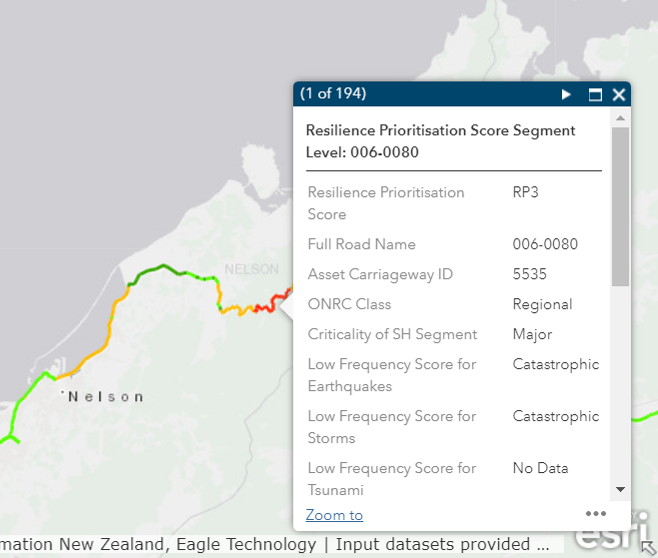 (1 of 194)
Resilience Prioritisation Score Segment
Level: 006-0080
Resilience Prioritisation RP3
Score
Full Road Name 006-0080
Asset Carriageway ID 5535
ONRC Class Regional
Criticality of SH Segment Major
Low Frequency Score for Catastrophic
Earthquakes
Low Frequency Score for Catastrophic
Storms
Low Frequency Score for No Data
Tsunami
Zoom to
NELSON
Nelson
esri
mation New Zealand, Eagle Technology | Input datasets provided ...